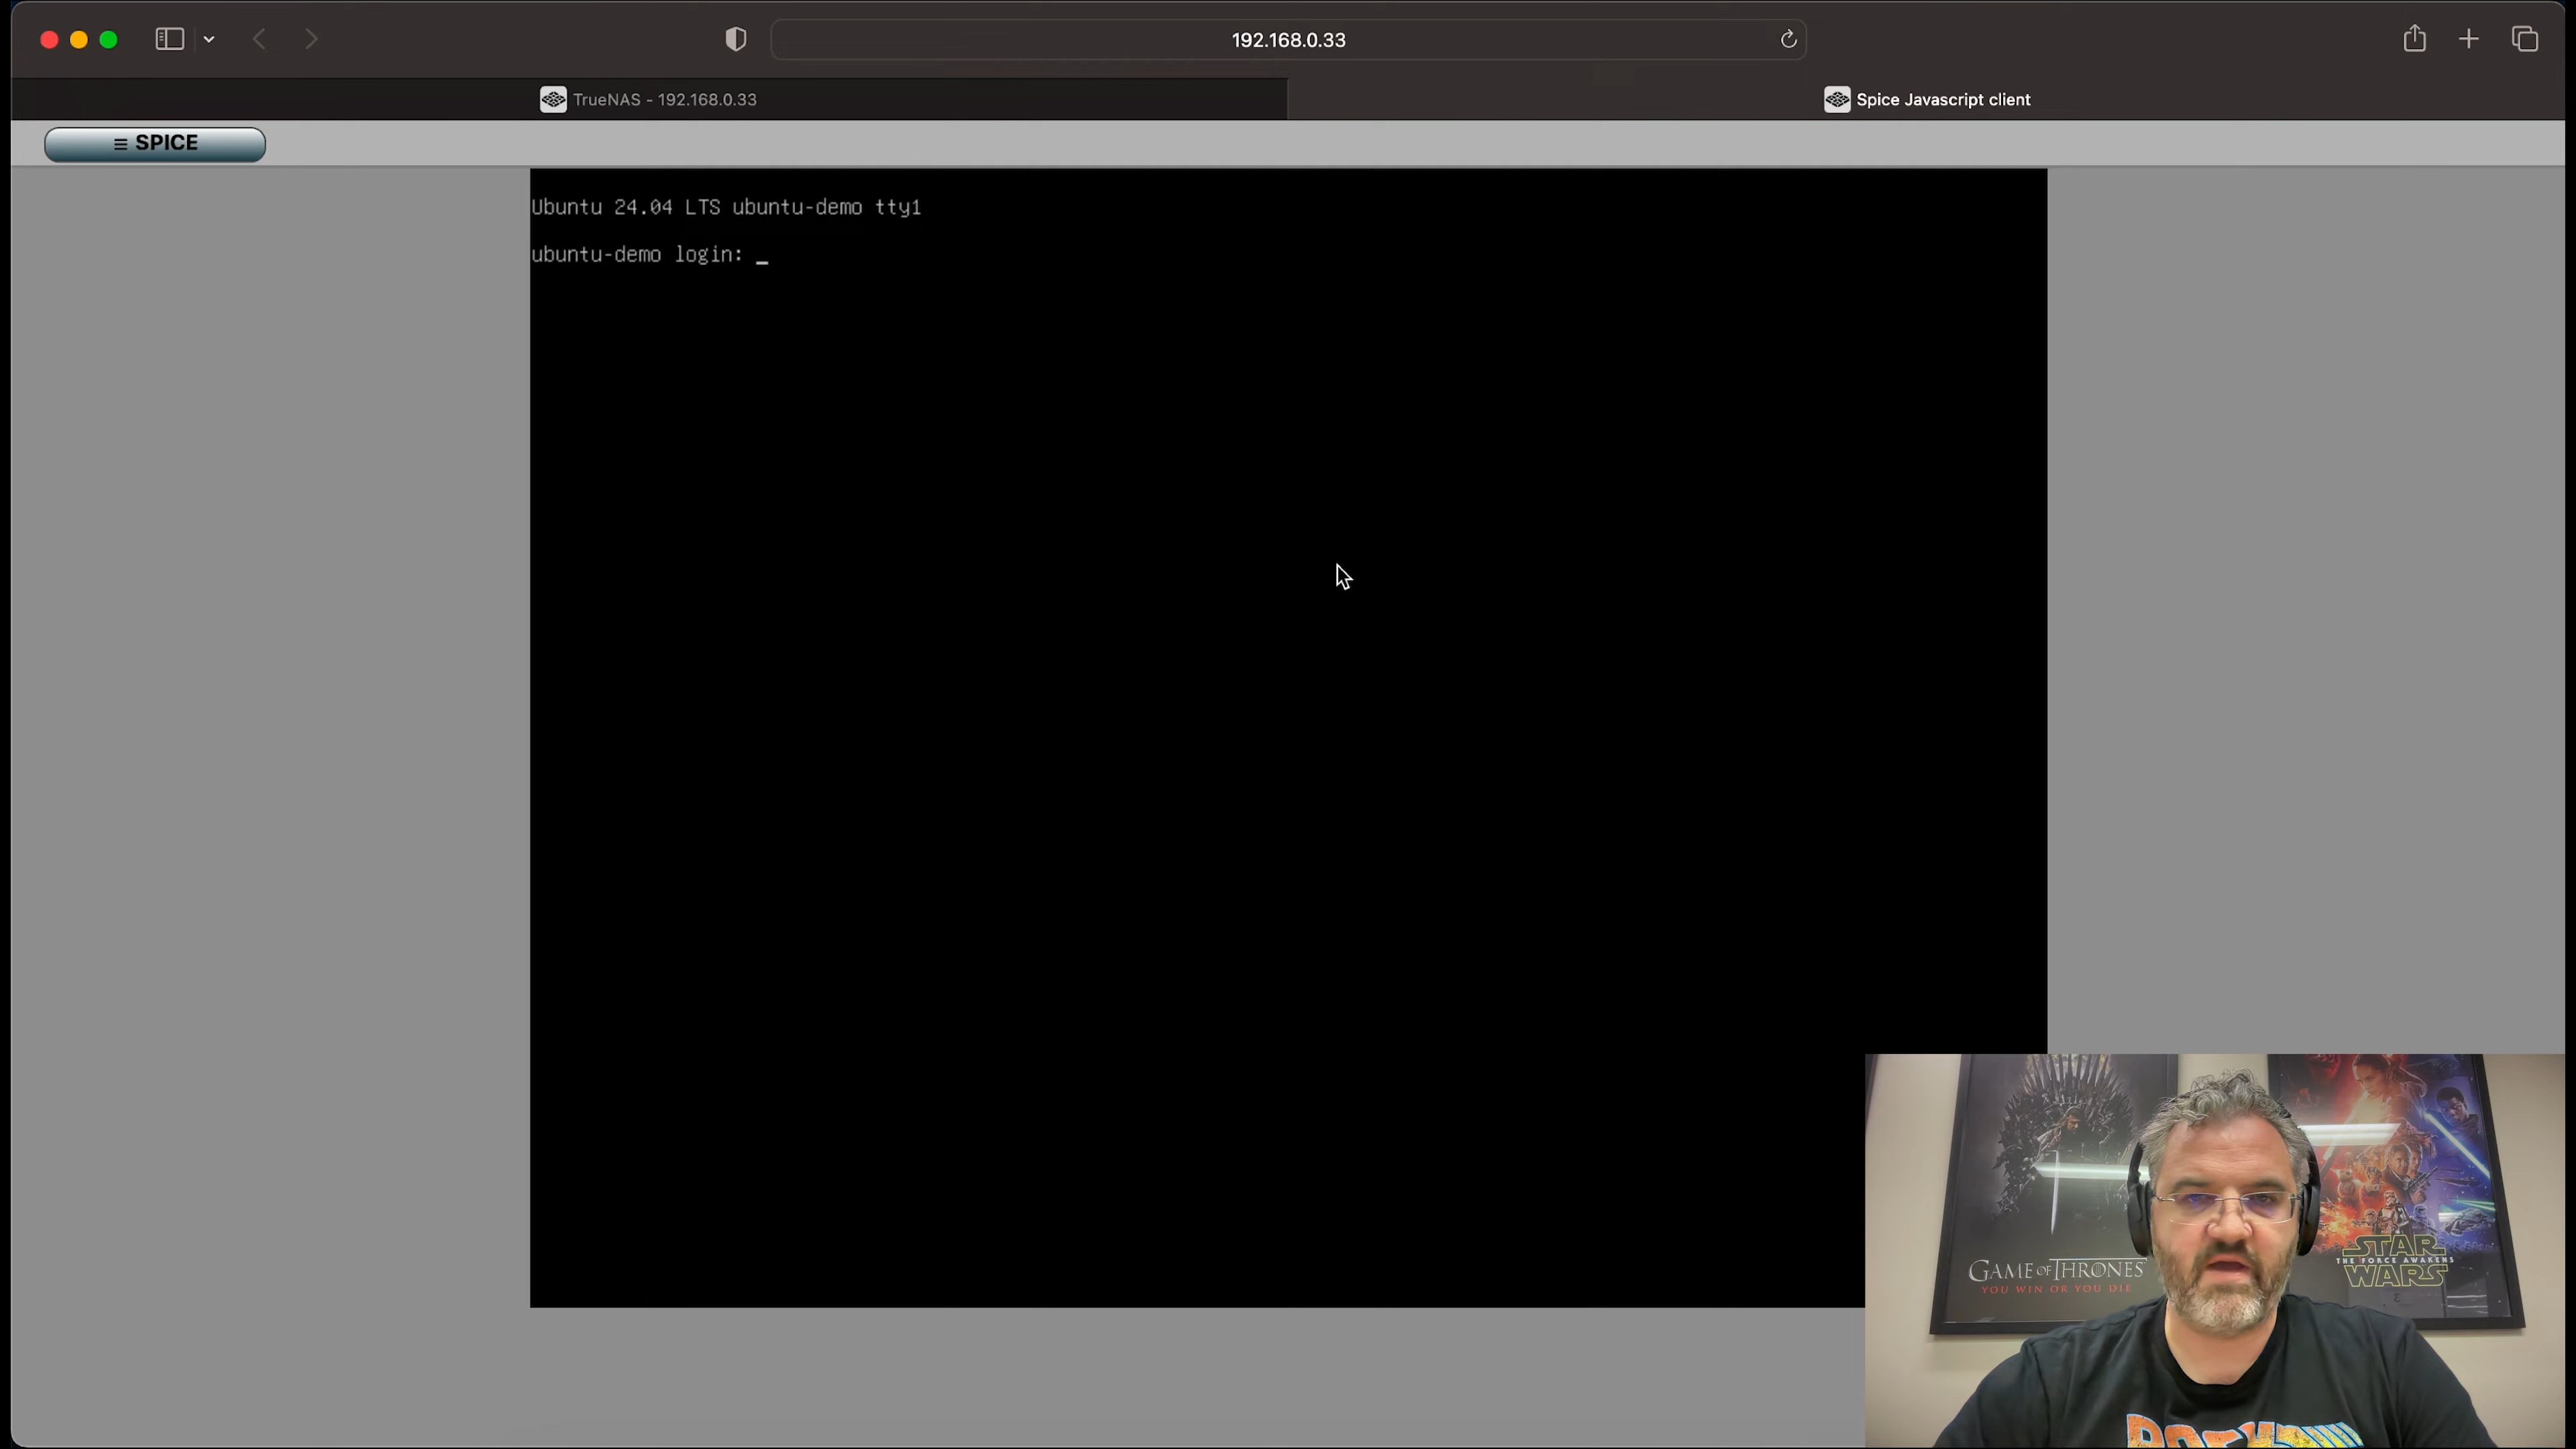 192.168.0.33
TrueNAS - 192.168.0.33
Spice Javascript client
≡ SPICE
Ubuntu 24.04 LTS ubuntu-demo tty1
ubuntu-demo login: _
GAME OF THRONES
YOU WIN OR YOU DIE
STAR
THE FORCE AWAKENS
WARS